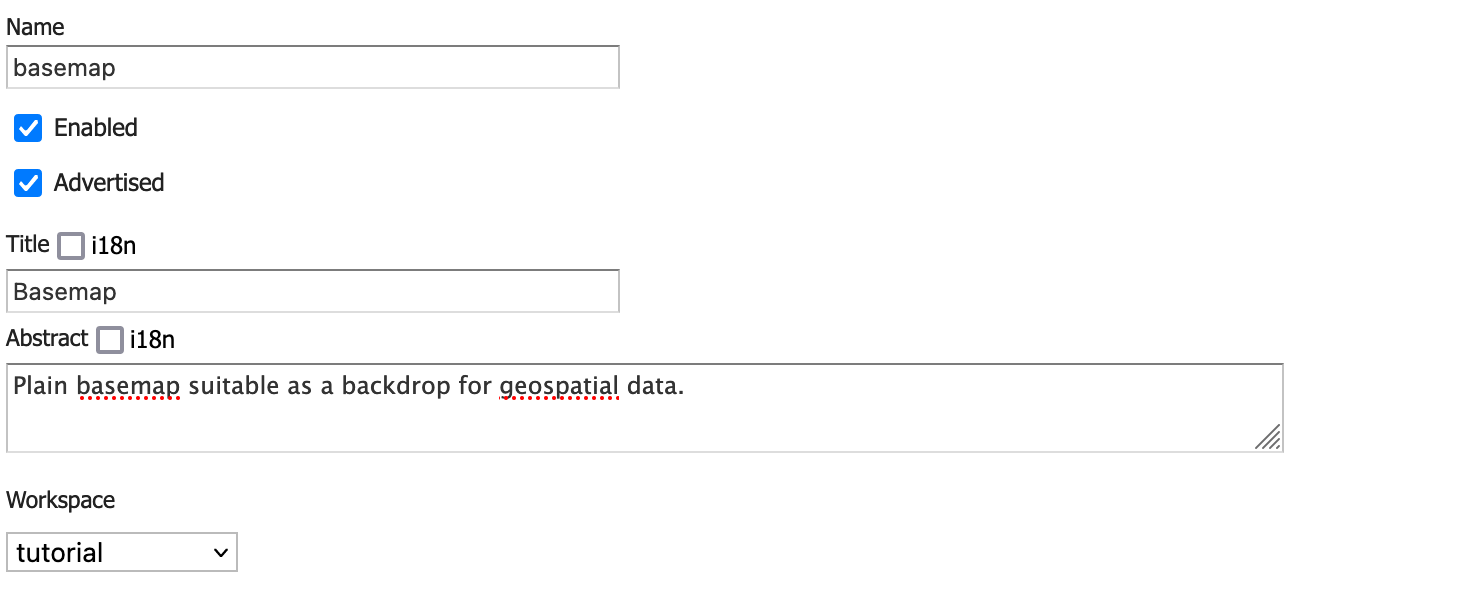 Name
basemap
Enabled
Advertised
Title i18n
Basemap
Abstract i18n
Plain basemap suitable as a backdrop for geospatial data.
Workspace
tutorial